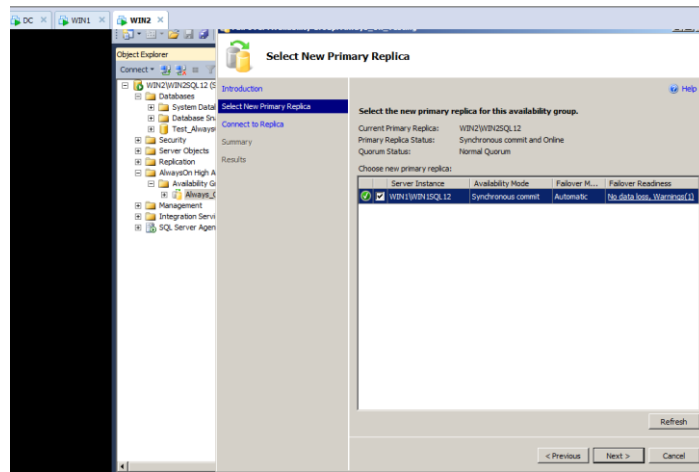 DC
WIN1
WIN2
Object Explorer
Connect
WIN2\WIN2SQL12 (S
Databases
System Datal
Database Sna
Test_Always
Security
Server Objects
Replication
AlwaysOn High A
Availability Gr
Always_
Management
Integration Servi
SQL Server Agen
Select New Primary Replica
Help
Introduction
Select New Primary Replica
Connect to Replica
Summary
Results
Select the new primary replica for this availability group.
Current Primary Replica: WIN2\WIN2SQL12
Primary Replica Status: Synchronous commit and Online
Quorum Status: Normal Quorum
Choose new primary replica:
Server Instance Availability Mode Failover M... Failover Readiness
WIN1\WIN1SQL12 Synchronous commit Automatic No data loss, Warnings(1)
Refresh
< Previous Next > Cancel